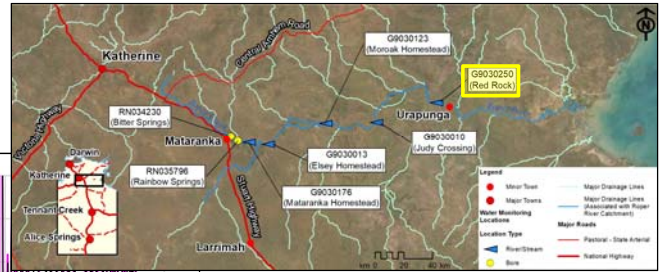 G9030123
(Moroak Homestead)
Central Arnhem Road
G9030250
(Red Rock)
Katherine
Victoria Highway
RN034230
(Bitter Springs)
Urapunga
Mataranka
G9030010
(Judy Crossing)
G9030013
(Elsey Homestead)
RN035796
(Rainbow Springs)
G9030176
(Mataranka Homestead)
Stuart Highway
Larrimah
Darwin
Katherine
Tennant Creek
Alice Springs
N
Legend
Minor Town
Major Towns
Water Monitoring
Locations
Location Type
River/Stream
Bore
Major Drainage Lines
Major Drainage Lines
(Associated with Roper
River Catchment)
Major Roads
Pastoral - State Arterial
National Highway
km 0 20 40 km